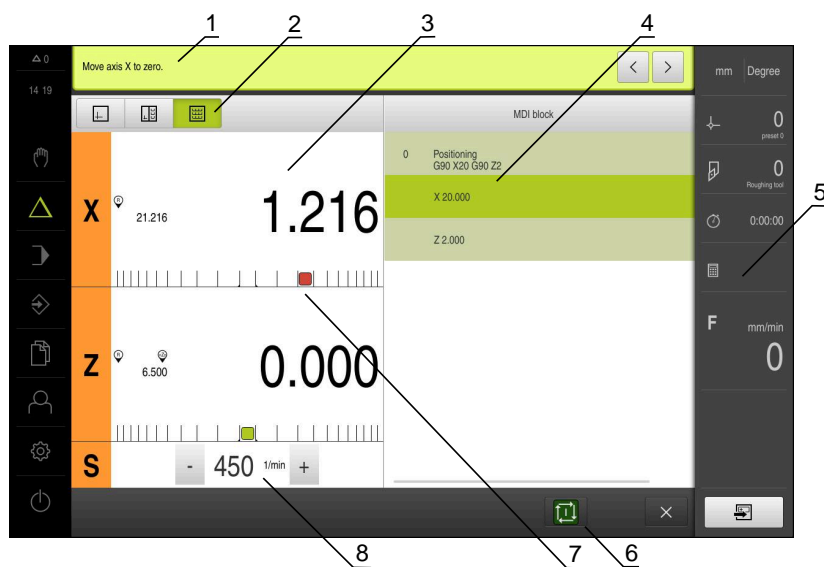 1
2
3
4
5
6
7
8
△ 0
14 19
Move axis X to zero.
< >
mm Degree
MDI block
0 Positioning
G90 X20 G90 Z2
X 20.000
Z 2.000
X
R
21.216
1.216
Z
R
6.500
0.000
S
- 450 1/min +
0
preset 0
0
Roughing tool
0:00:00
F mm/min
0